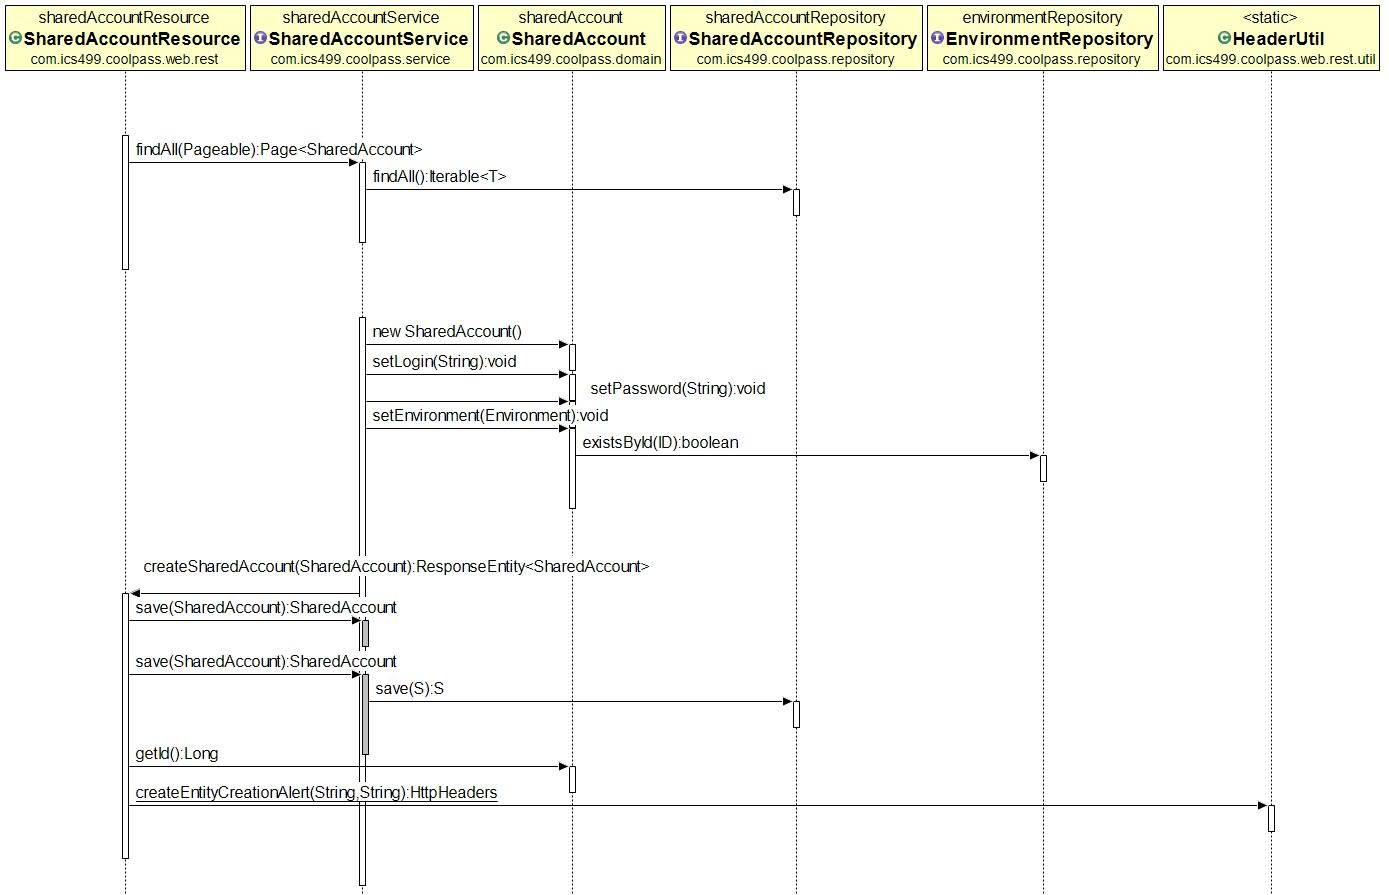 sharedAccountResource
SharedAccountResource
com.ics499.coolpass.web.rest
sharedAccountService
SharedAccountService
com.ics499.coolpass.service
sharedAccount
SharedAccount
com.ics499.coolpass.domain
sharedAccountRepository
SharedAccountRepository
com.ics499.coolpass.repository
environmentRepository
EnvironmentRepository
com.ics499.coolpass.repository
<static>
HeaderUtil
com.ics499.coolpass.web.rest.util
findAll(Pageable):Page<SharedAccount>
findAll():Iterable<T>
new SharedAccount()
setLogin(String):void
setPassword(String):void
setEnvironment(Environment):void
existsById(ID):boolean
createSharedAccount(SharedAccount):ResponseEntity<SharedAccount>
save(SharedAccount):SharedAccount
save(SharedAccount):SharedAccount
save(S):S
getId():Long
createEntityCreationAlert(String,String):HttpHeaders